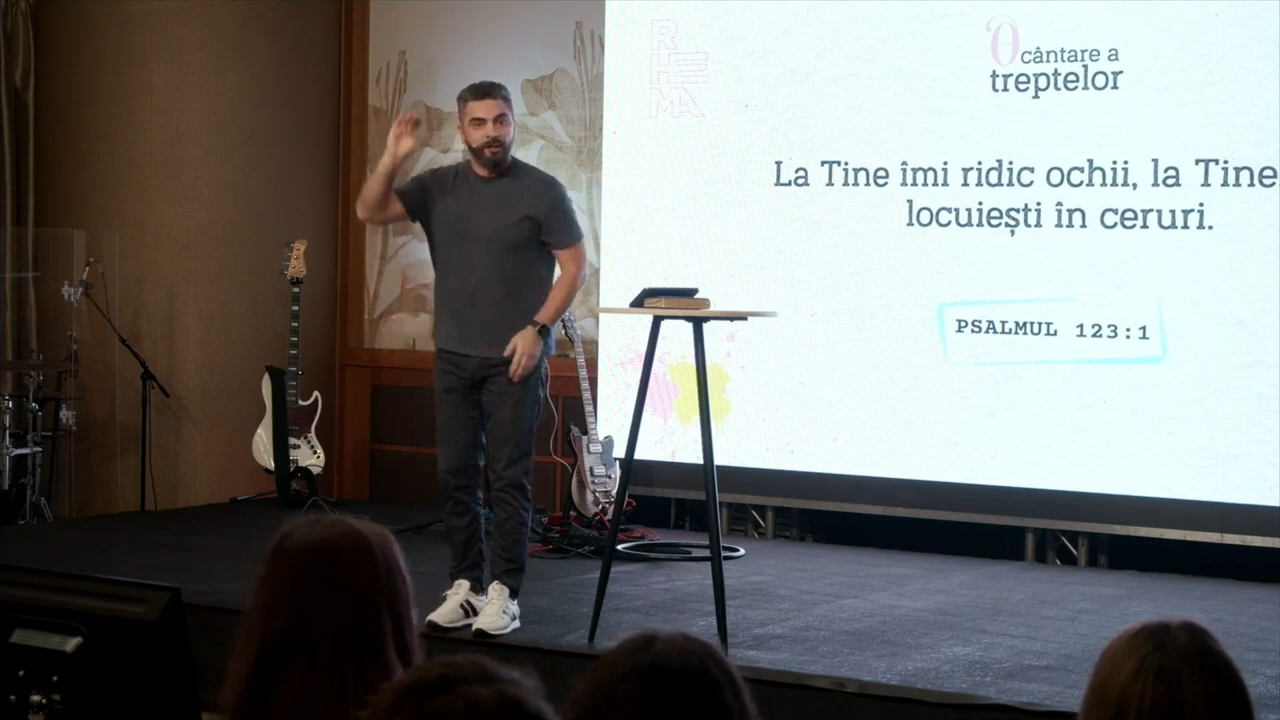 RHEMA
O cântare a
treptelor
La Tine îmi ridic ochii, la Tine
locuiești în ceruri.
PSALMUL 123:1